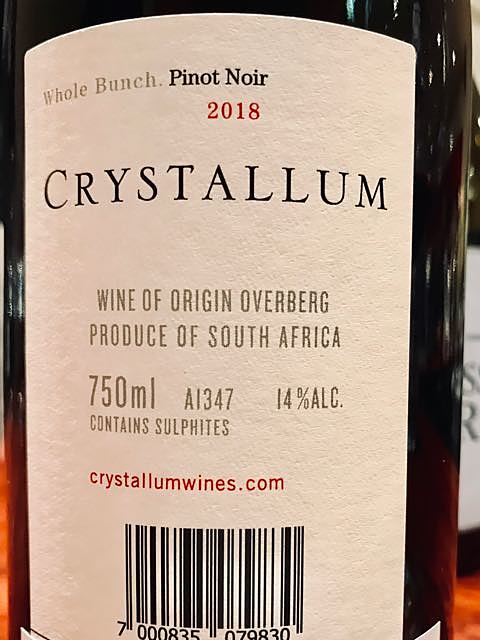 Whole Bunch. Pinot Noir
2018
CRYSTALLUM
WINE OF ORIGIN OVERBERG
PRODUCE OF SOUTH AFRICA
750ml A1347 14%ALC.
CONTAINS SULPHITES
crystallumwines.com
7 000835 079830